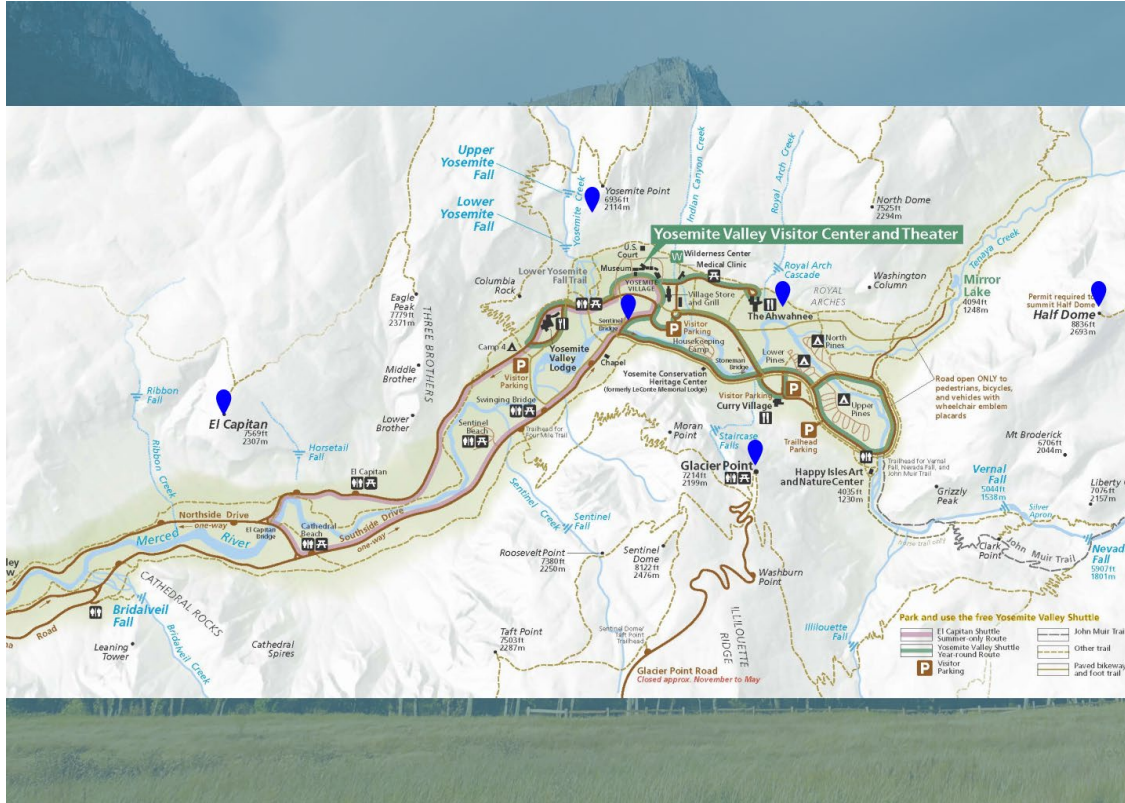 Upper
Yosemite
Fall
Lower
Yosemite
Fall
Yosemite Creek
Yosemite Point
6936ft
2114m
Indian Canyon Creek
Royal Arch Creek
North Dome
7525ft
2294m
Tenaya Creek
Yosemite Valley Visitor Center and Theater
U.S.
Court
W
Wilderness Center
Medical Clinic
Museum
YOSEMITE
VILLAGE
Royal Arch
Cascade
ROYAL
ARCHES
Washington
Column
Mirror
Lake
4094ft
1248m
Permit required to
summit Half Dome
Half Dome
8836ft
2693m
Lower Yosemite
Fall Trail
Columbia
Rock
Eagle
Peak
7779ft
2371m
THREE BROTHERS
Village Store
and Grill
The Ahwahnee
Sentinel
Bridge
P
Visitor
Parking
Housekeeping
Camp
North
Pines
Camp 4
Yosemite
Valley
Lodge
Chapel
Stoneman
Bridge
Lower
Pines
P
Visitor
Parking
Middle
Brother
Yosemite Conservation
Heritage Center
(formerly LeConte Memorial Lodge)
P
Visitor Parking
Curry Village
Upper
Pines
Road open ONLY to
pedestrians, bicycles,
and vehicles with
wheelchair emblem
placards
Ribbon
Fall
El Capitan
7569ft
2307m
Lower
Brother
Swinging Bridge
Sentinel
Beach
Trailhead for
Four Mile Trail
Moran
Point
Staircase
Falls
P
Trailhead
Parking
Mt Broderick
6706ft
2044m
Horsetail
Fall
Ribbon Creek
El Capitan
Glacier Point
7214ft
2199m
Happy Isles Art
and Nature Center
4035ft
1230m
Trailhead for Vernal
Fall, Nevada Fall, and
John Muir Trail
Vernal
Fall
5044ft
1538m
Grizzly
Peak
Silver
Apron
Liberty C
7076ft
2157m
Northside Drive
one-way
El Capitan
Bridge
Cathedral
Beach
Southside Drive
one-way
Merced River
Sentinel Creek
Sentinel
Fall
Clark
Point
John Muir Trail
Nevad
Fall
5907ft
1801m
Roosevelt Point
7380ft
2250m
Sentinel
Dome
8122ft
2476m
Washburn
Point
ley
w
CATHEDRAL ROCKS
Bridalveil
Fall
Road
na
Leaning
Tower
Bridalveil Creek
Cathedral
Spires
Taft Point
7503ft
2287m
Sentinel Dome/
Taft Point
Trailhead
Glacier Point Road
Closed approx. November to May
ILLILOUETTE
RIDGE
Illilouette
Fall
Park and use the free Yosemite Valley Shuttle
El Capitan Shuttle
Summer-only Route
Yosemite Valley Shuttle
Year-round Route
P
Visitor
Parking
John Muir Trai
Other trail
Paved bikeway
and foot trail